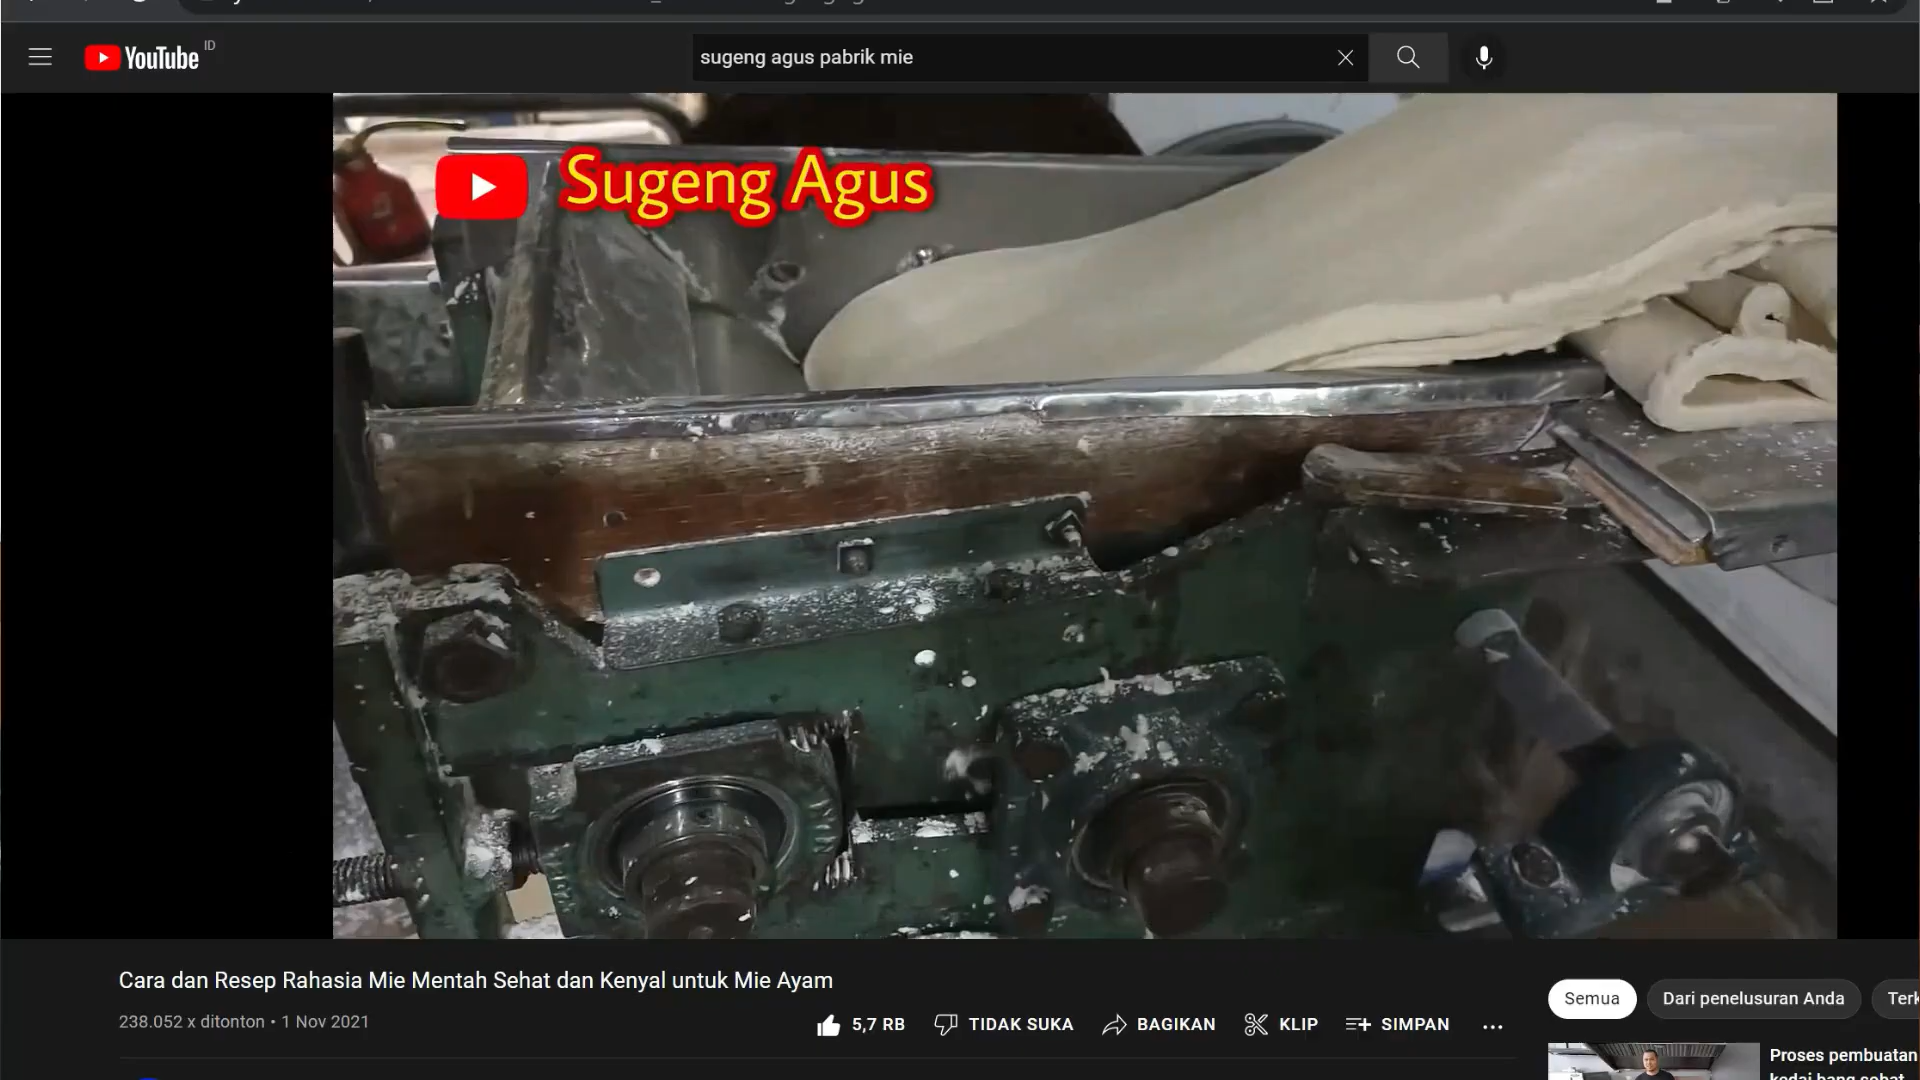 YouTube ID
sugeng agus pabrik mie
Sugeng Agus
Cara dan Resep Rahasia Mie Mentah Sehat dan Kenyal untuk Mie Ayam
238.052 x ditonton • 1 Nov 2021
5,7 RB TIDAK SUKA BAGIKAN KLIP SIMPAN ...
Semua Dari penelusuran Anda
Proses pembuatan